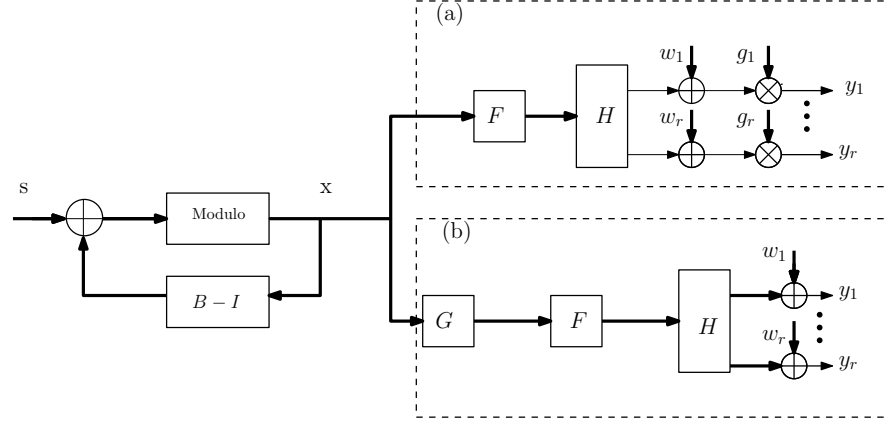 (a)
w₁ g₁
F H y₁
wᵣ gᵣ
yᵣ
s Modulo x
B − I
(b)
w₁
G F H y₁
wᵣ
yᵣ